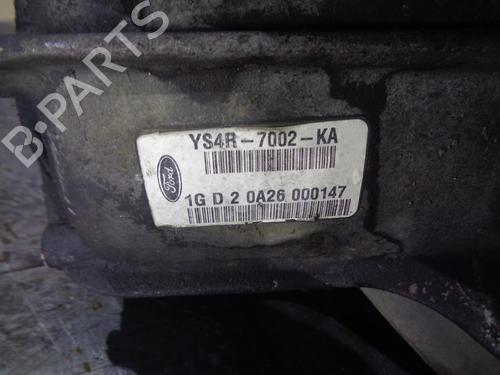 B-Parts
YS4R-7002-KA
Ford
1G D 2 0A26 000147